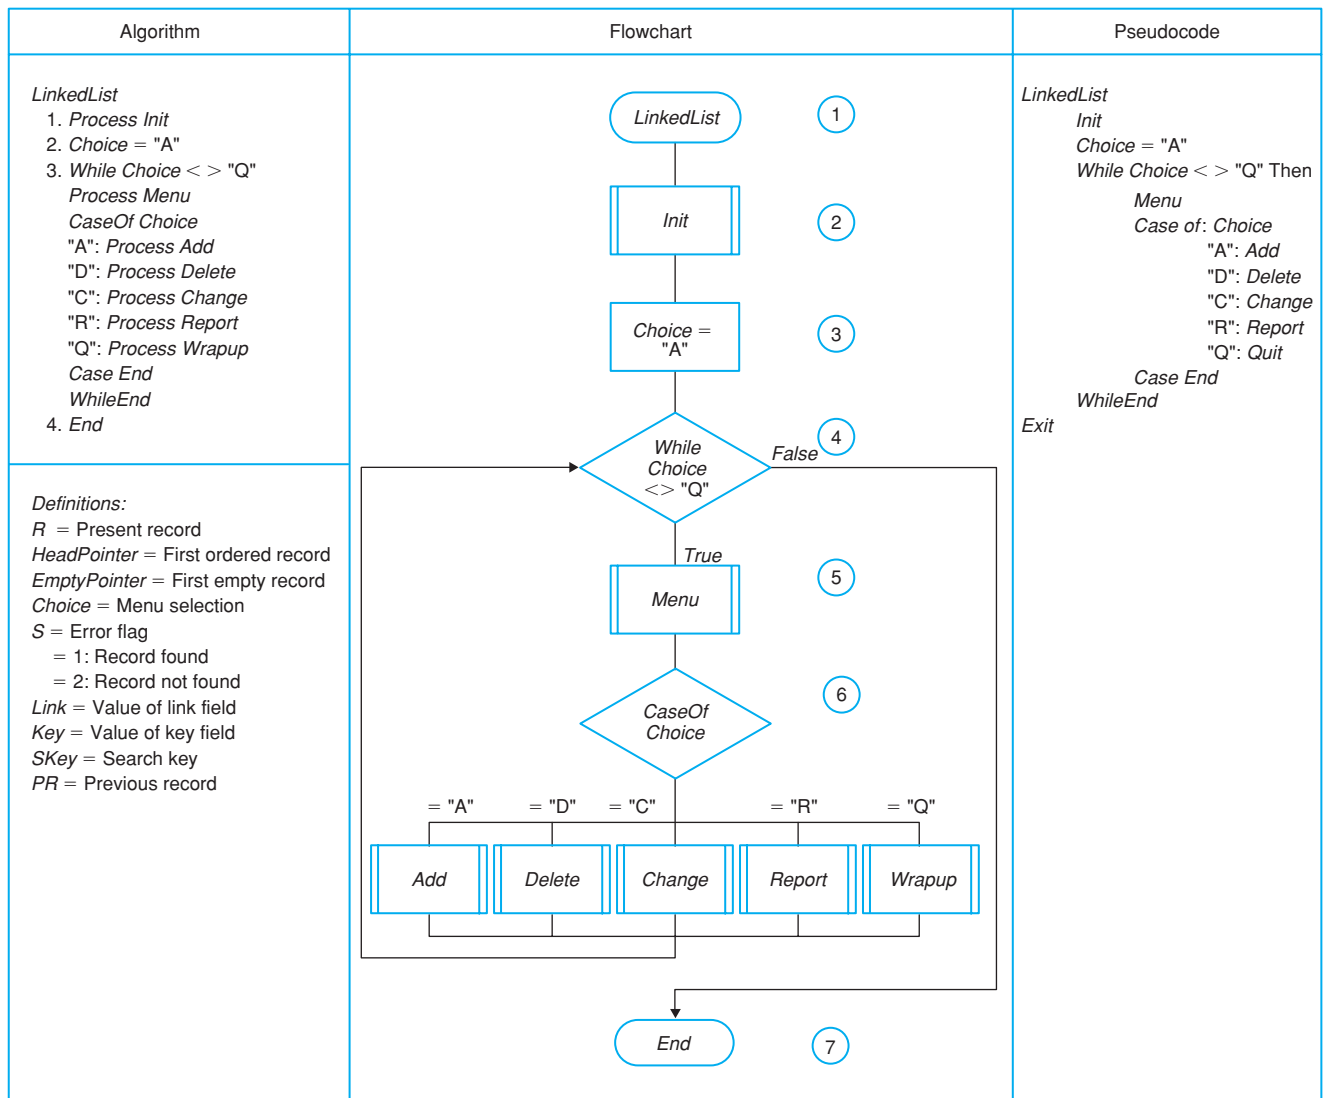 Algorithm
Flowchart
Pseudocode
LinkedList
1. Process Init
2. Choice = "A"
3. While Choice < > "Q"
Process Menu
CaseOf Choice
"A": Process Add
"D": Process Delete
"C": Process Change
"R": Process Report
"Q": Process Wrapup
Case End
WhileEnd
4. End
Definitions:
R = Present record
HeadPointer = First ordered record
EmptyPointer = First empty record
Choice = Menu selection
S = Error flag
= 1: Record found
= 2: Record not found
Link = Value of link field
Key = Value of key field
SKey = Search key
PR = Previous record
LinkedList
1
Init
2
Choice =
"A"
3
While
Choice
<> "Q"
False
4
True
Menu
5
CaseOf
Choice
6
= "A"
= "D"
= "C"
= "R"
= "Q"
Add
Delete
Change
Report
Wrapup
End
7
LinkedList
Init
Choice = "A"
While Choice < > "Q" Then
Menu
Case of: Choice
"A": Add
"D": Delete
"C": Change
"R": Report
"Q": Quit
Case End
WhileEnd
Exit